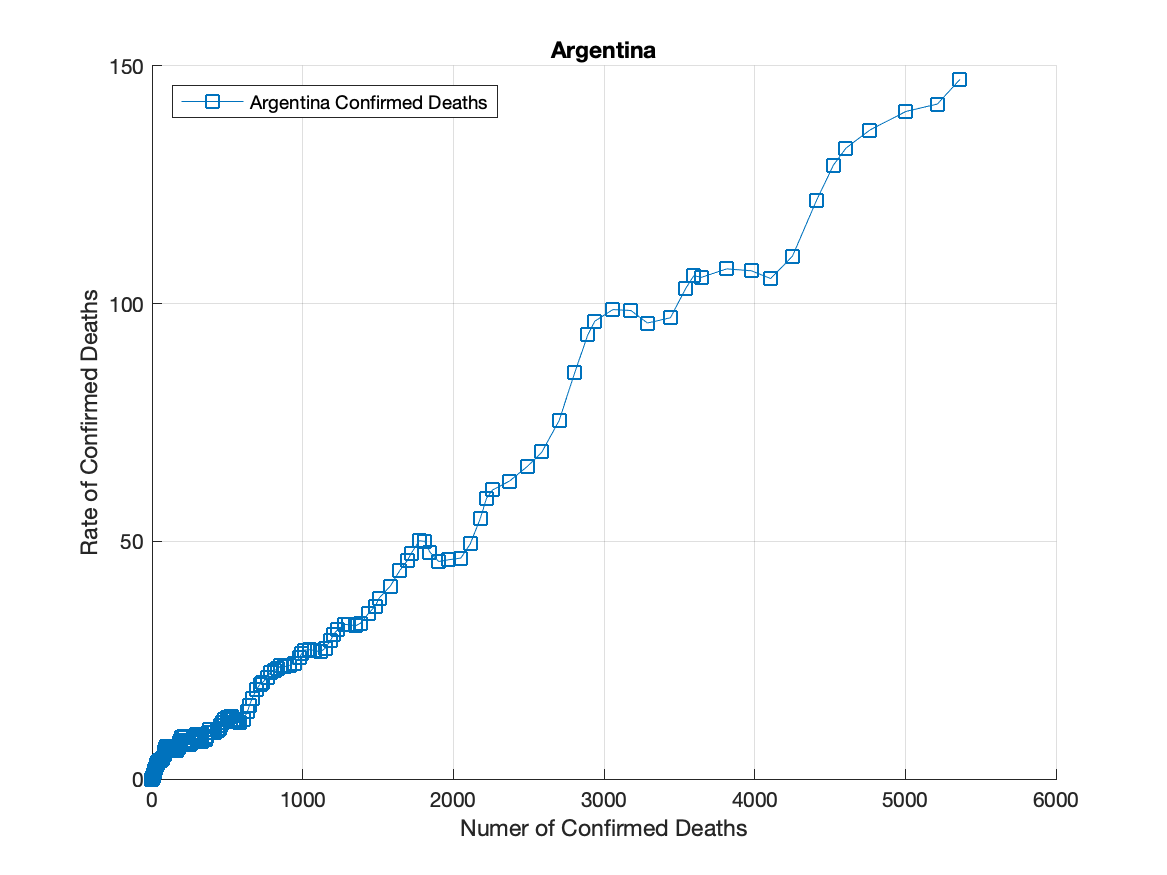 Argentina
Argentina Confirmed Deaths
150
100
50
0
Rate of Confirmed Deaths
0 1000 2000 3000 4000 5000 6000
Numer of Confirmed Deaths